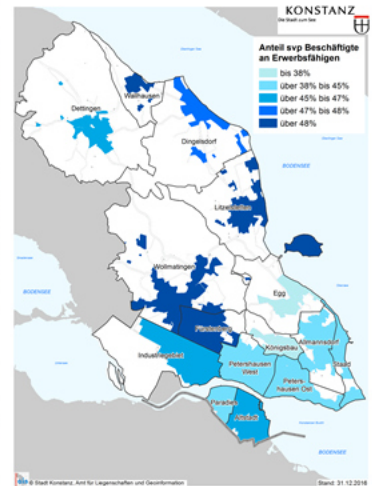 KONSTANZ
Die Stadt zum See
Anteil svp Beschäftigte
an Erwerbsfähigen
bis 38%
über 38% bis 45%
über 45% bis 47%
über 47% bis 48%
über 48%
Wallhausen
Dettingen
Dingelsdorf
BODENSEE
Litzelstetten
Wollmatingen
BODENSEE
Egg
Fürstenberg
Allmannsdorf
Königsbau
Industriegebiet
Staad
Petershausen
West
Peters-
hausen Ost
Paradies
Altstadt
BODENSEE
© Stadt Konstanz, Amt für Liegenschaften und Geoinformation
Stand: 31.12.2016